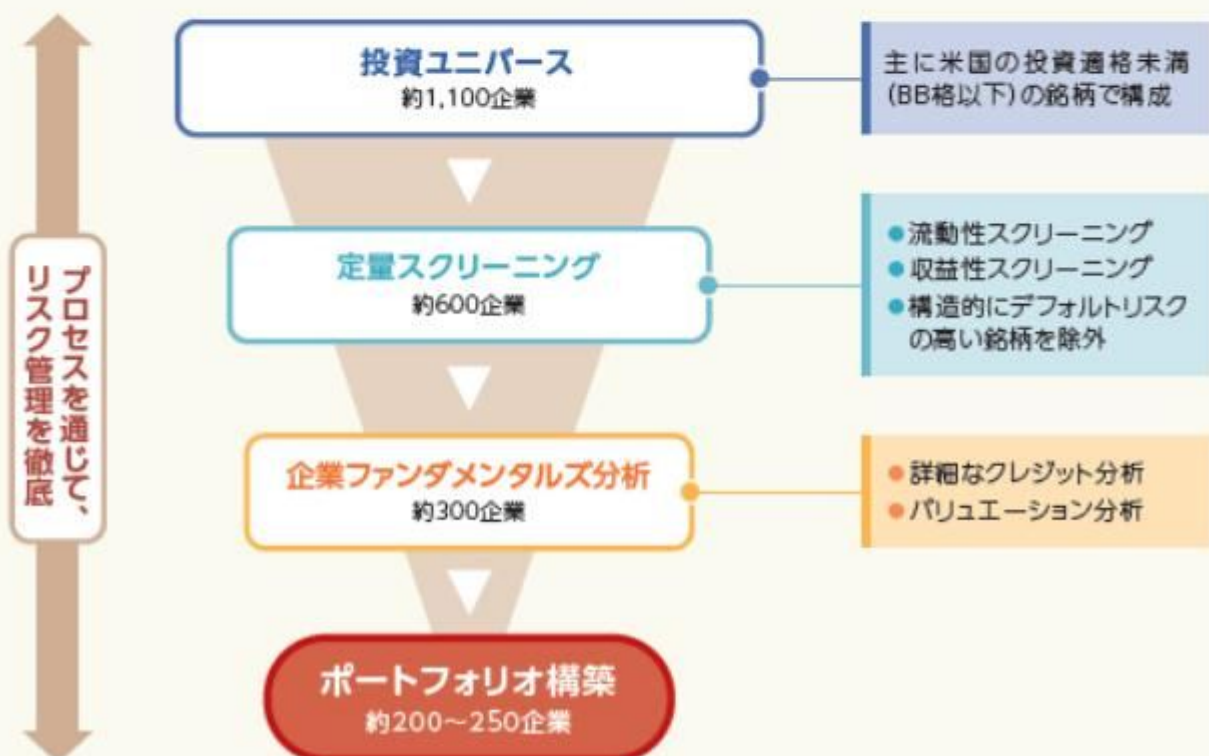 投資ユニバース
約1,100企業
主に米国の投資適格未満
(BB格以下)の銘柄で構成
定量スクリーニング
約600企業
●流動性スクリーニング
●収益性スクリーニング
●構造的にデフォルトリスク
の高い銘柄を除外
プロセスを通じて、
リスク管理を徹底
企業ファンダメンタルズ分析
約300企業
●詳細なクレジット分析
●バリュエーション分析
ポートフォリオ構築
約200～250企業